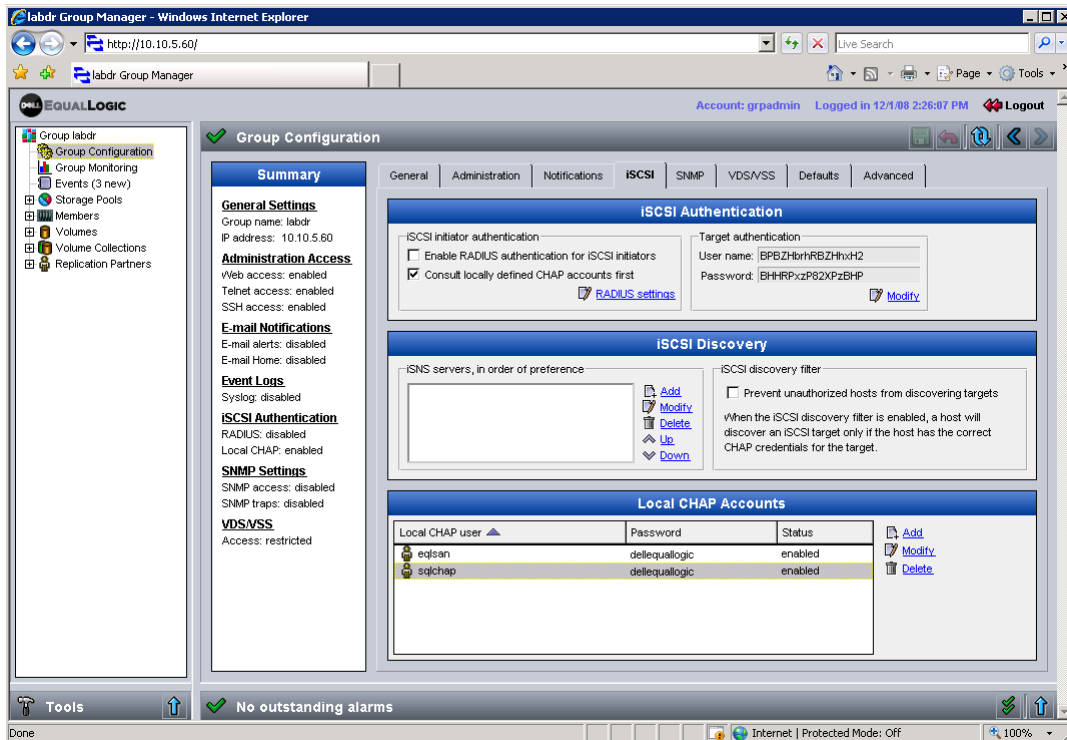 labdr Group Manager - Windows Internet Explorer
http://10.10.5.60/
Live Search
labdr Group Manager
Page
Tools
DELL EQUALLOGIC
Account: grpadmin Logged in 12/1/08 2:26:07 PM Logout
Group labdr
Group Configuration
Group Monitoring
Events (3 new)
Storage Pools
Members
Volumes
Volume Collections
Replication Partners
Tools
Group Configuration
Summary
General Settings
Group name: labdr
IP address: 10.10.5.60
Administration Access
Web access: enabled
Telnet access: enabled
SSH access: enabled
E-mail Notifications
E-mail alerts: disabled
E-mail Home: disabled
Event Logs
Syslog: disabled
iSCSI Authentication
RADIUS: disabled
Local CHAP: enabled
SNMP Settings
SNMP access: disabled
SNMP traps: disabled
VDS/VSS
Access: restricted
General Administration Notifications iSCSI SNMP VDS/VSS Defaults Advanced
iSCSI Authentication
iSCSI initiator authentication
Enable RADIUS authentication for iSCSI initiators
Consult locally defined CHAP accounts first
RADIUS settings
Target authentication
User name: BPBZHbrhRBZHhxH2
Password: BHHRPxzP82XPzBHP
Modify
iSCSI Discovery
iSNS servers, in order of preference
Add
Modify
Delete
Up
Down
iSCSI discovery filter
Prevent unauthorized hosts from discovering targets
When the iSCSI discovery filter is enabled, a host will
discover an iSCSI target only if the host has the correct
CHAP credentials for the target.
Local CHAP Accounts
Local CHAP user Password Status
eqlsan dellequallogic enabled
sqlchap dellequallogic enabled
Add
Modify
Delete
No outstanding alarms
Done
Internet | Protected Mode: Off
100%